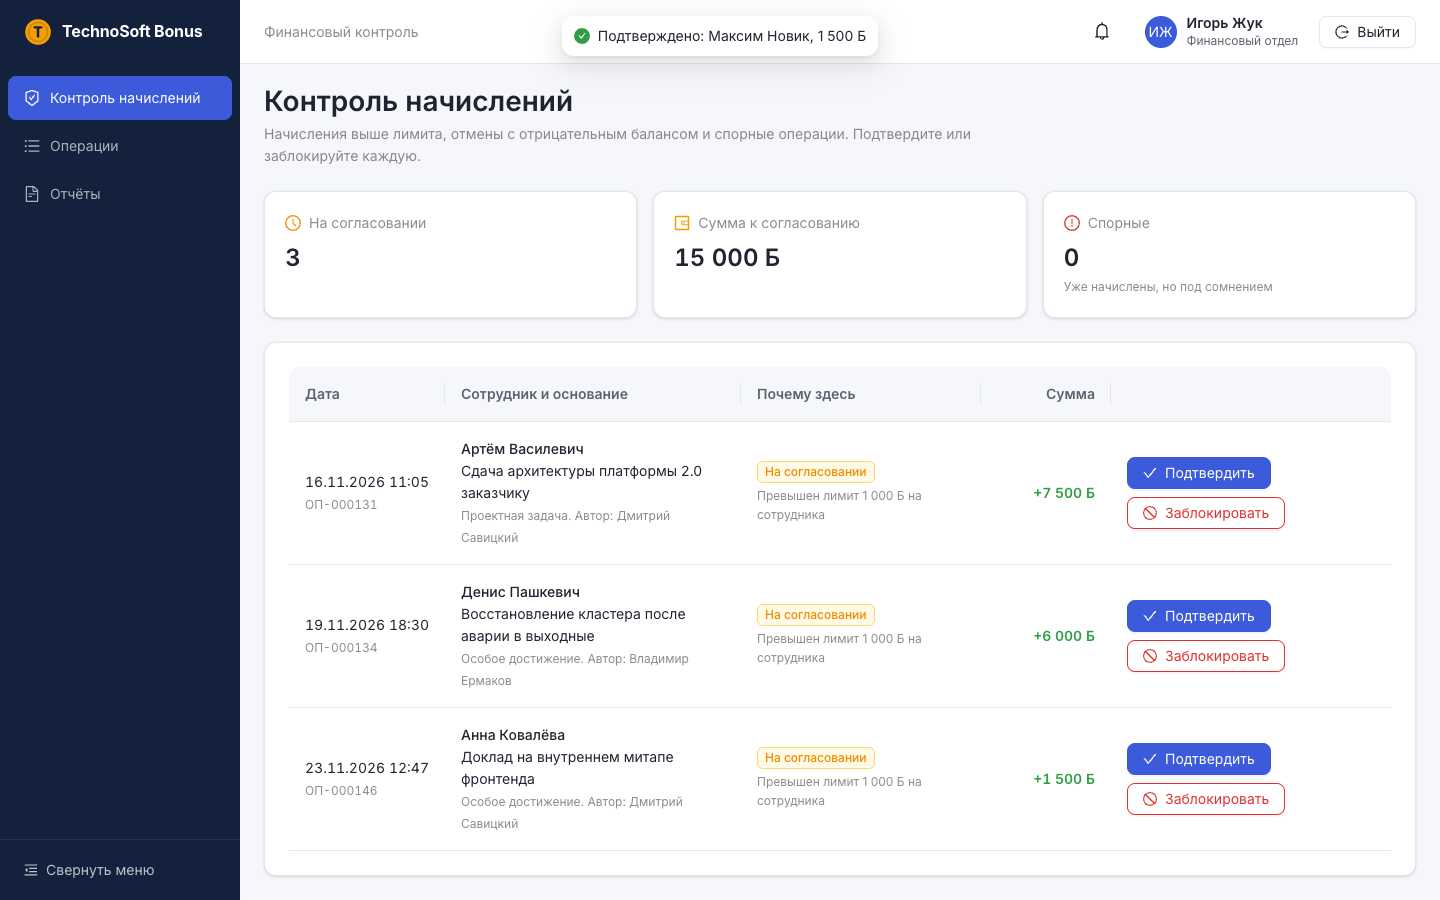 TechnoSoft Bonus
Контроль начислений
Операции
Отчёты
Свернуть меню
Финансовый контроль
Подтверждено: Максим Новик, 1 500 Б
ИЖ
Игорь Жук
Финансовый отдел
Выйти
Контроль начислений
Начисления выше лимита, отмены с отрицательным балансом и спорные операции. Подтвердите или
заблокируйте каждую.
На согласовании
3
Сумма к согласованию
15 000 Б
Спорные
0
Уже начислены, но под сомнением
Дата
Сотрудник и основание
Почему здесь
Сумма
16.11.2026 11:05
ОП-000131
Артём Василевич
Сдача архитектуры платформы 2.0
заказчику
Проектная задача. Автор: Дмитрий
Савицкий
На согласовании
Превышен лимит 1 000 Б на
сотрудника
+7 500 Б
Подтвердить
Заблокировать
19.11.2026 18:30
ОП-000134
Денис Пашкевич
Восстановление кластера после
аварии в выходные
Особое достижение. Автор: Владимир
Ермаков
На согласовании
Превышен лимит 1 000 Б на
сотрудника
+6 000 Б
Подтвердить
Заблокировать
23.11.2026 12:47
ОП-000146
Анна Ковалёва
Доклад на внутреннем митапе
фронтенда
Особое достижение. Автор: Дмитрий
Савицкий
На согласовании
Превышен лимит 1 000 Б на
сотрудника
+1 500 Б
Подтвердить
Заблокировать